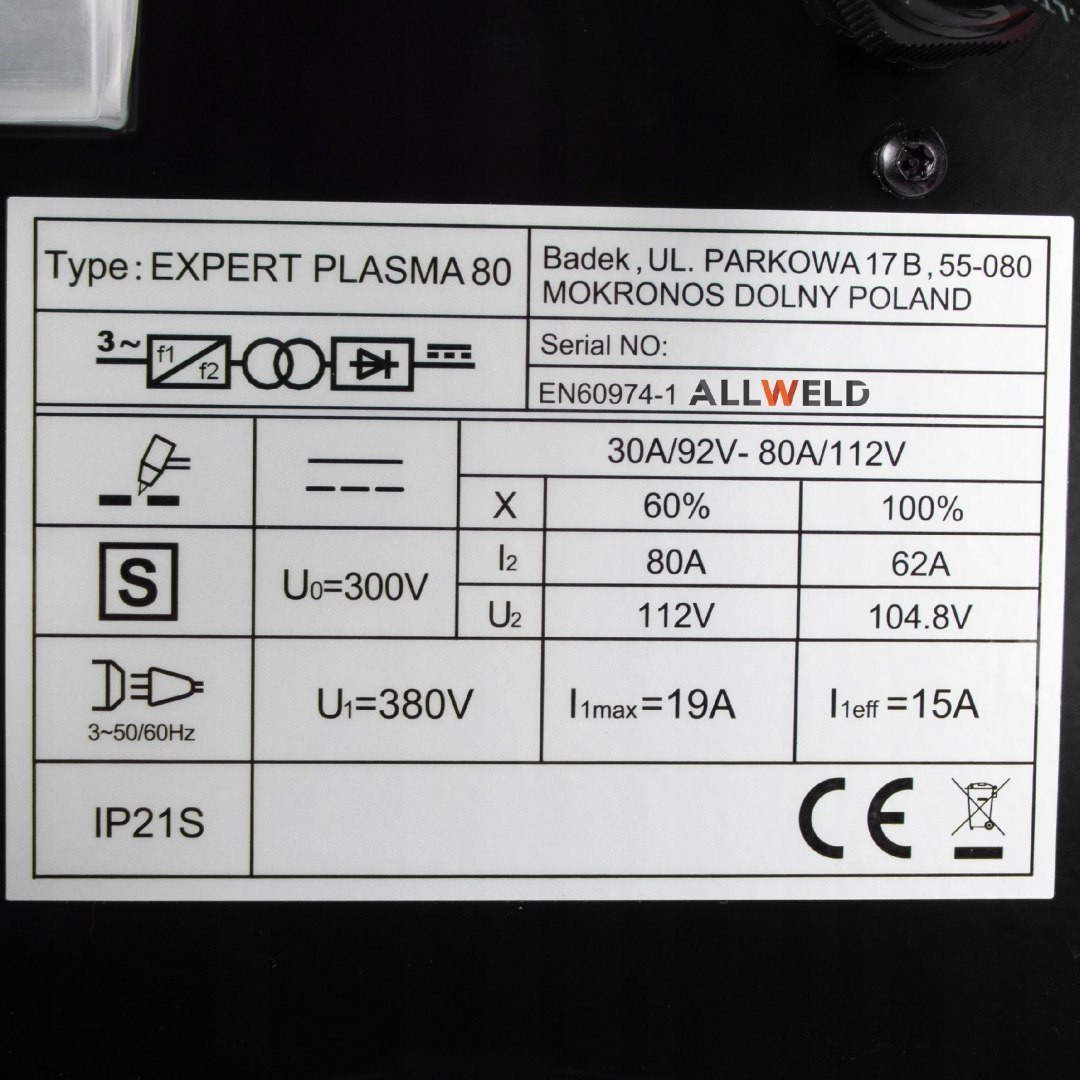 Type: EXPERT PLASMA 80
Badek, UL. PARKOWA 17 B, 55-080
MOKRONOS DOLNY POLAND
3~
f1
f2
Serial NO:
EN60974-1 ALLWELD
30A/92V- 80A/112V
X 60% 100%
S
U0=300V
I2 80A 62A
U2 112V 104.8V
3~50/60Hz
U1=380V
I1max=19A
I1eff=15A
IP21S
CE